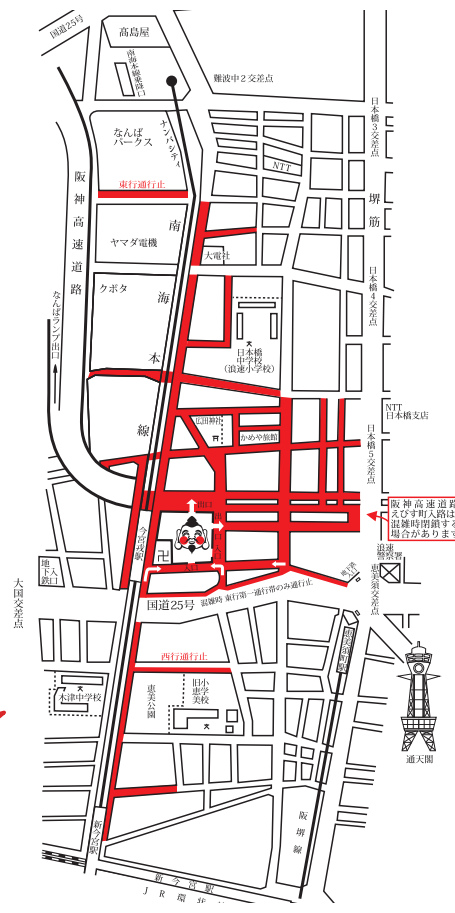 国道25号
髙島屋
南海本線乗降口
難波中2交差点
日本橋3交差点
なんば
パークス
ナンバシティ
NTT
阪神高速道路
東行通行止
堺筋
南海本線
ヤマダ電機
大電社
日本橋4交差点
クボタ
なんばランプ出口
日本橋
中学校
(浪速小学校)
NTT
日本橋支店
広田神社
かめや旅館
日本橋5交差点
出口
入口
阪神高速道路
えびす町入路は
混雑時閉鎖する
場合があります
今宮戎駅
浪速
警察署
地下鉄
入口
大国交差点
国道25号
混雑時 東行第一通行帯のみ通行止
恵美須交差点
恵美須町駅
西行通行止
木津中学校
恵美公園
旧恵美
小学校
通天閣
阪堺線
新今宮駅
新今宮駅
JR環状